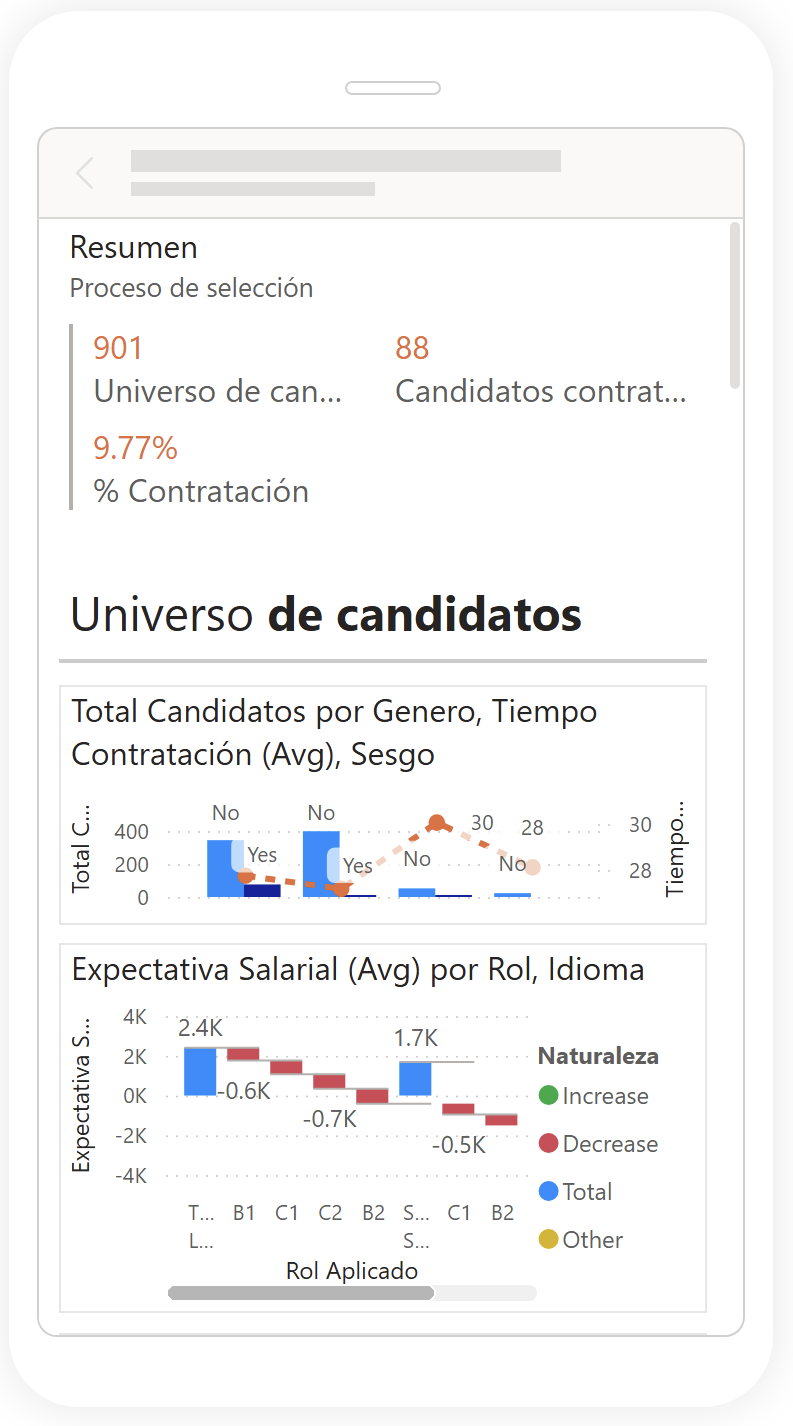 Resumen
Proceso de selección
901
Universo de can...
88
Candidatos contrat...
9.77%
% Contratación
Universo de candidatos
Total Candidatos por Genero, Tiempo
Contratación (Avg), Sesgo
Total C...
400
200
0
No
Yes
No
Yes
No
No
30
28
30
28
Tiempo...
Expectativa Salarial (Avg) por Rol, Idioma
Expectativa S...
4K
2K
0K
-2K
-4K
2.4K
-0.6K
-0.7K
1.7K
-0.5K
T... B1 C1 C2 B2 S... C1 B2
L... S...
Rol Aplicado
Naturaleza
Increase
Decrease
Total
Other